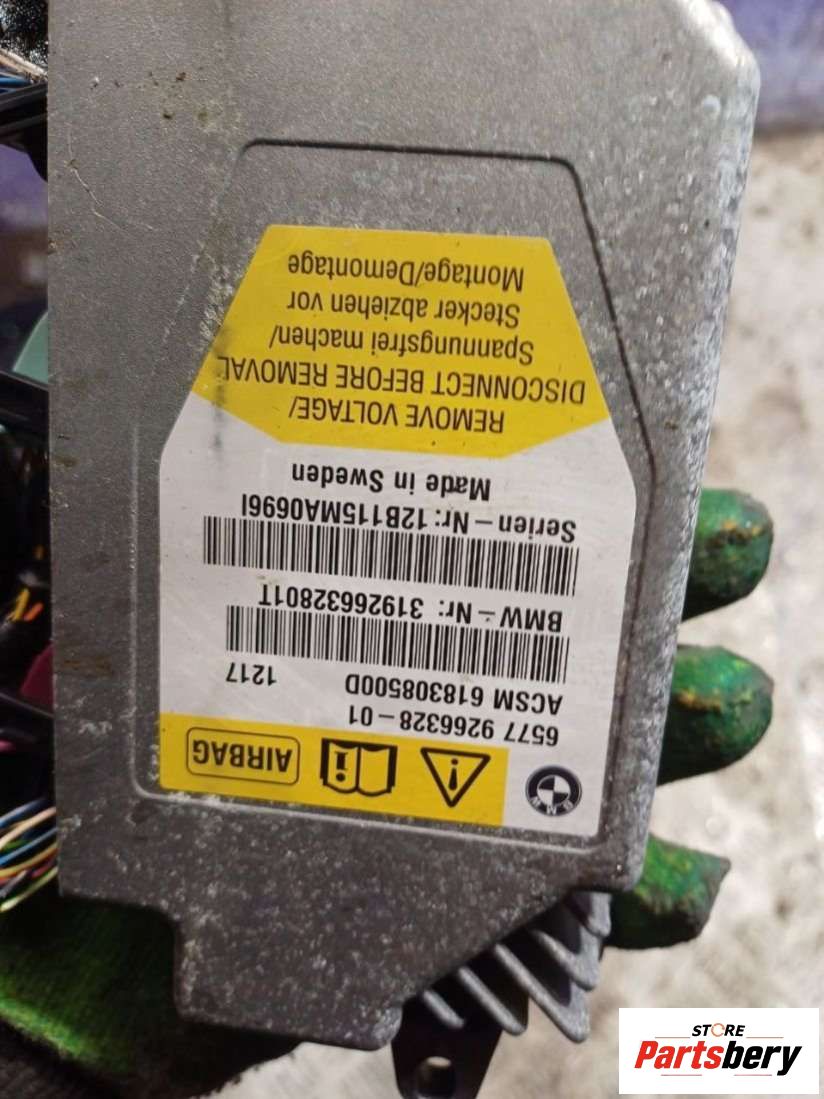 BMW
AIRBAG
6577 9266328-01
ACSM 618308500D 1217
BMW-Nr: 31926632801T
Serien-Nr:12B115MA0696I
Made in Sweden
REMOVE VOLTAGE/
DISCONNECT BEFORE REMOVAL
Spannungsfrei machen/
Stecker abziehen vor
Montage/Demontage
STORE
Partsbery